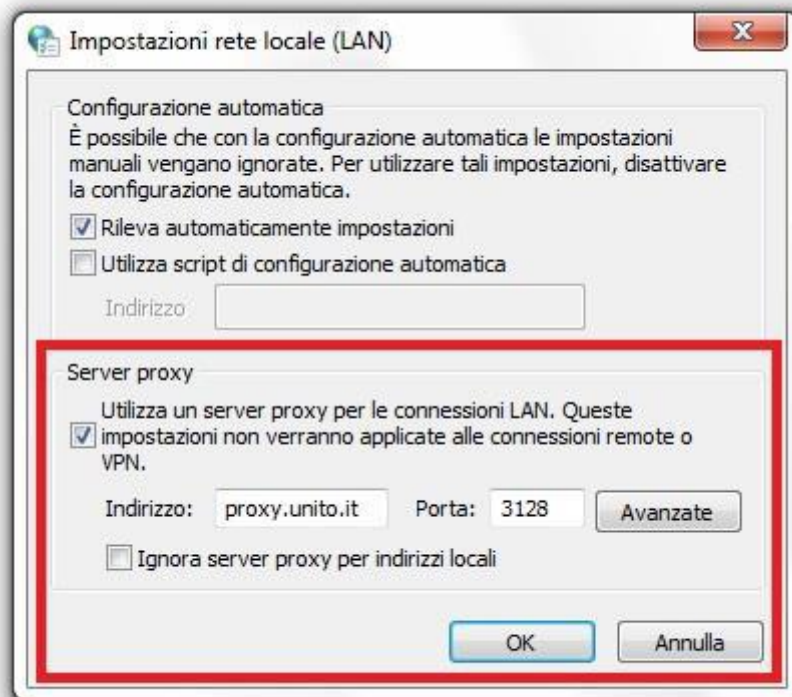 Impostazioni rete locale (LAN)
Configurazione automatica
È possibile che con la configurazione automatica le impostazioni
manuali vengano ignorate. Per utilizzare tali impostazioni, disattivare
la configurazione automatica.
Rileva automaticamente impostazioni
Utilizza script di configurazione automatica
Indirizzo
Server proxy
Utilizza un server proxy per le connessioni LAN. Queste
impostazioni non verranno applicate alle connessioni remote o
VPN.
Indirizzo: proxy.unito.it Porta: 3128 Avanzate
Ignora server proxy per indirizzi locali
OK Annulla